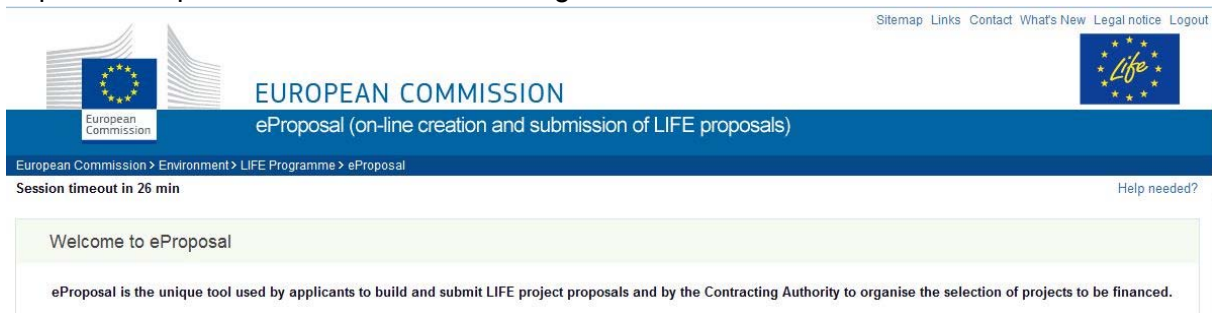 Sitemap Links Contact What's New Legal notice Logout
Life
EUROPEAN COMMISSION
European
Commission
eProposal (on-line creation and submission of LIFE proposals)
European Commission > Environment > LIFE Programme > eProposal
Session timeout in 26 min
Help needed?
Welcome to eProposal
eProposal is the unique tool used by applicants to build and submit LIFE project proposals and by the Contracting Authority to organise the selection of projects to be financed.